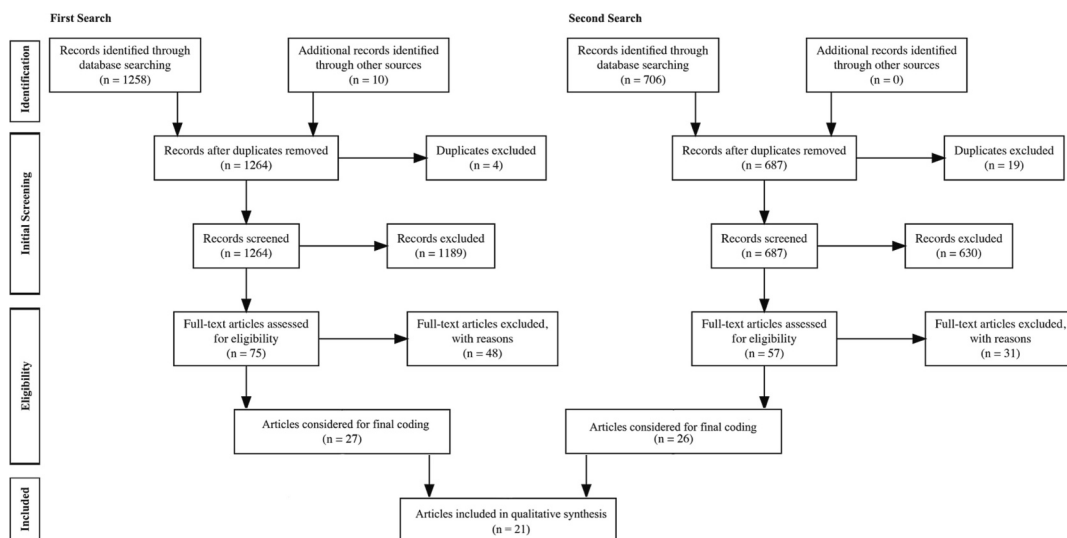 First Search
Second Search
Identification
Records identified through
database searching
(n = 1258)
Additional records identified
through other sources
(n = 10)
Records identified through
database searching
(n = 706)
Additional records identified
through other sources
(n = 0)
Initial Screening
Records after duplicates removed
(n = 1264)
Duplicates excluded
(n = 4)
Records after duplicates removed
(n = 687)
Duplicates excluded
(n = 19)
Records screened
(n = 1264)
Records excluded
(n = 1189)
Records screened
(n = 687)
Records excluded
(n = 630)
Eligibility
Full-text articles assessed
for eligibility
(n = 75)
Full-text articles excluded,
with reasons
(n = 48)
Full-text articles assessed
for eligibility
(n = 57)
Full-text articles excluded,
with reasons
(n = 31)
Articles considered for final coding
(n = 27)
Articles considered for final coding
(n = 26)
Included
Articles included in qualitative synthesis
(n = 21)